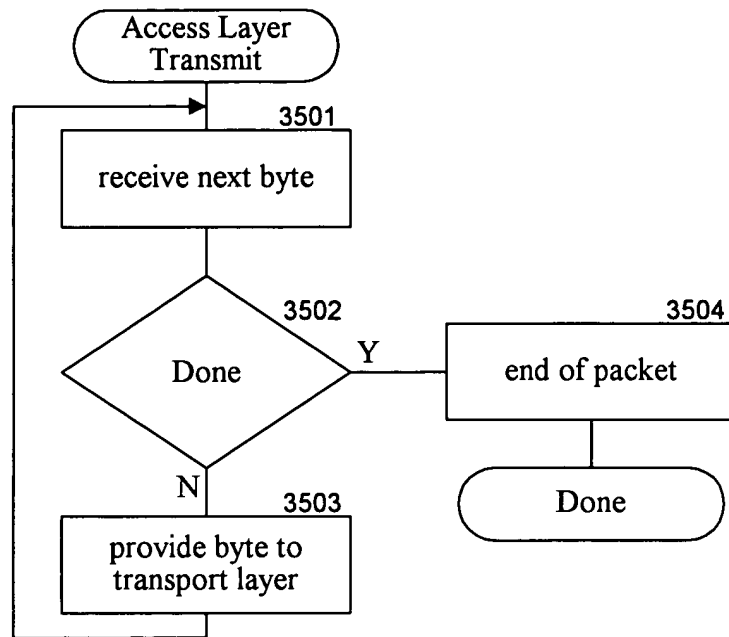 Access Layer
Transmit
3501
receive next byte
3502
Done
Y
N
3504
end of packet
Done
3503
provide byte to
transport layer